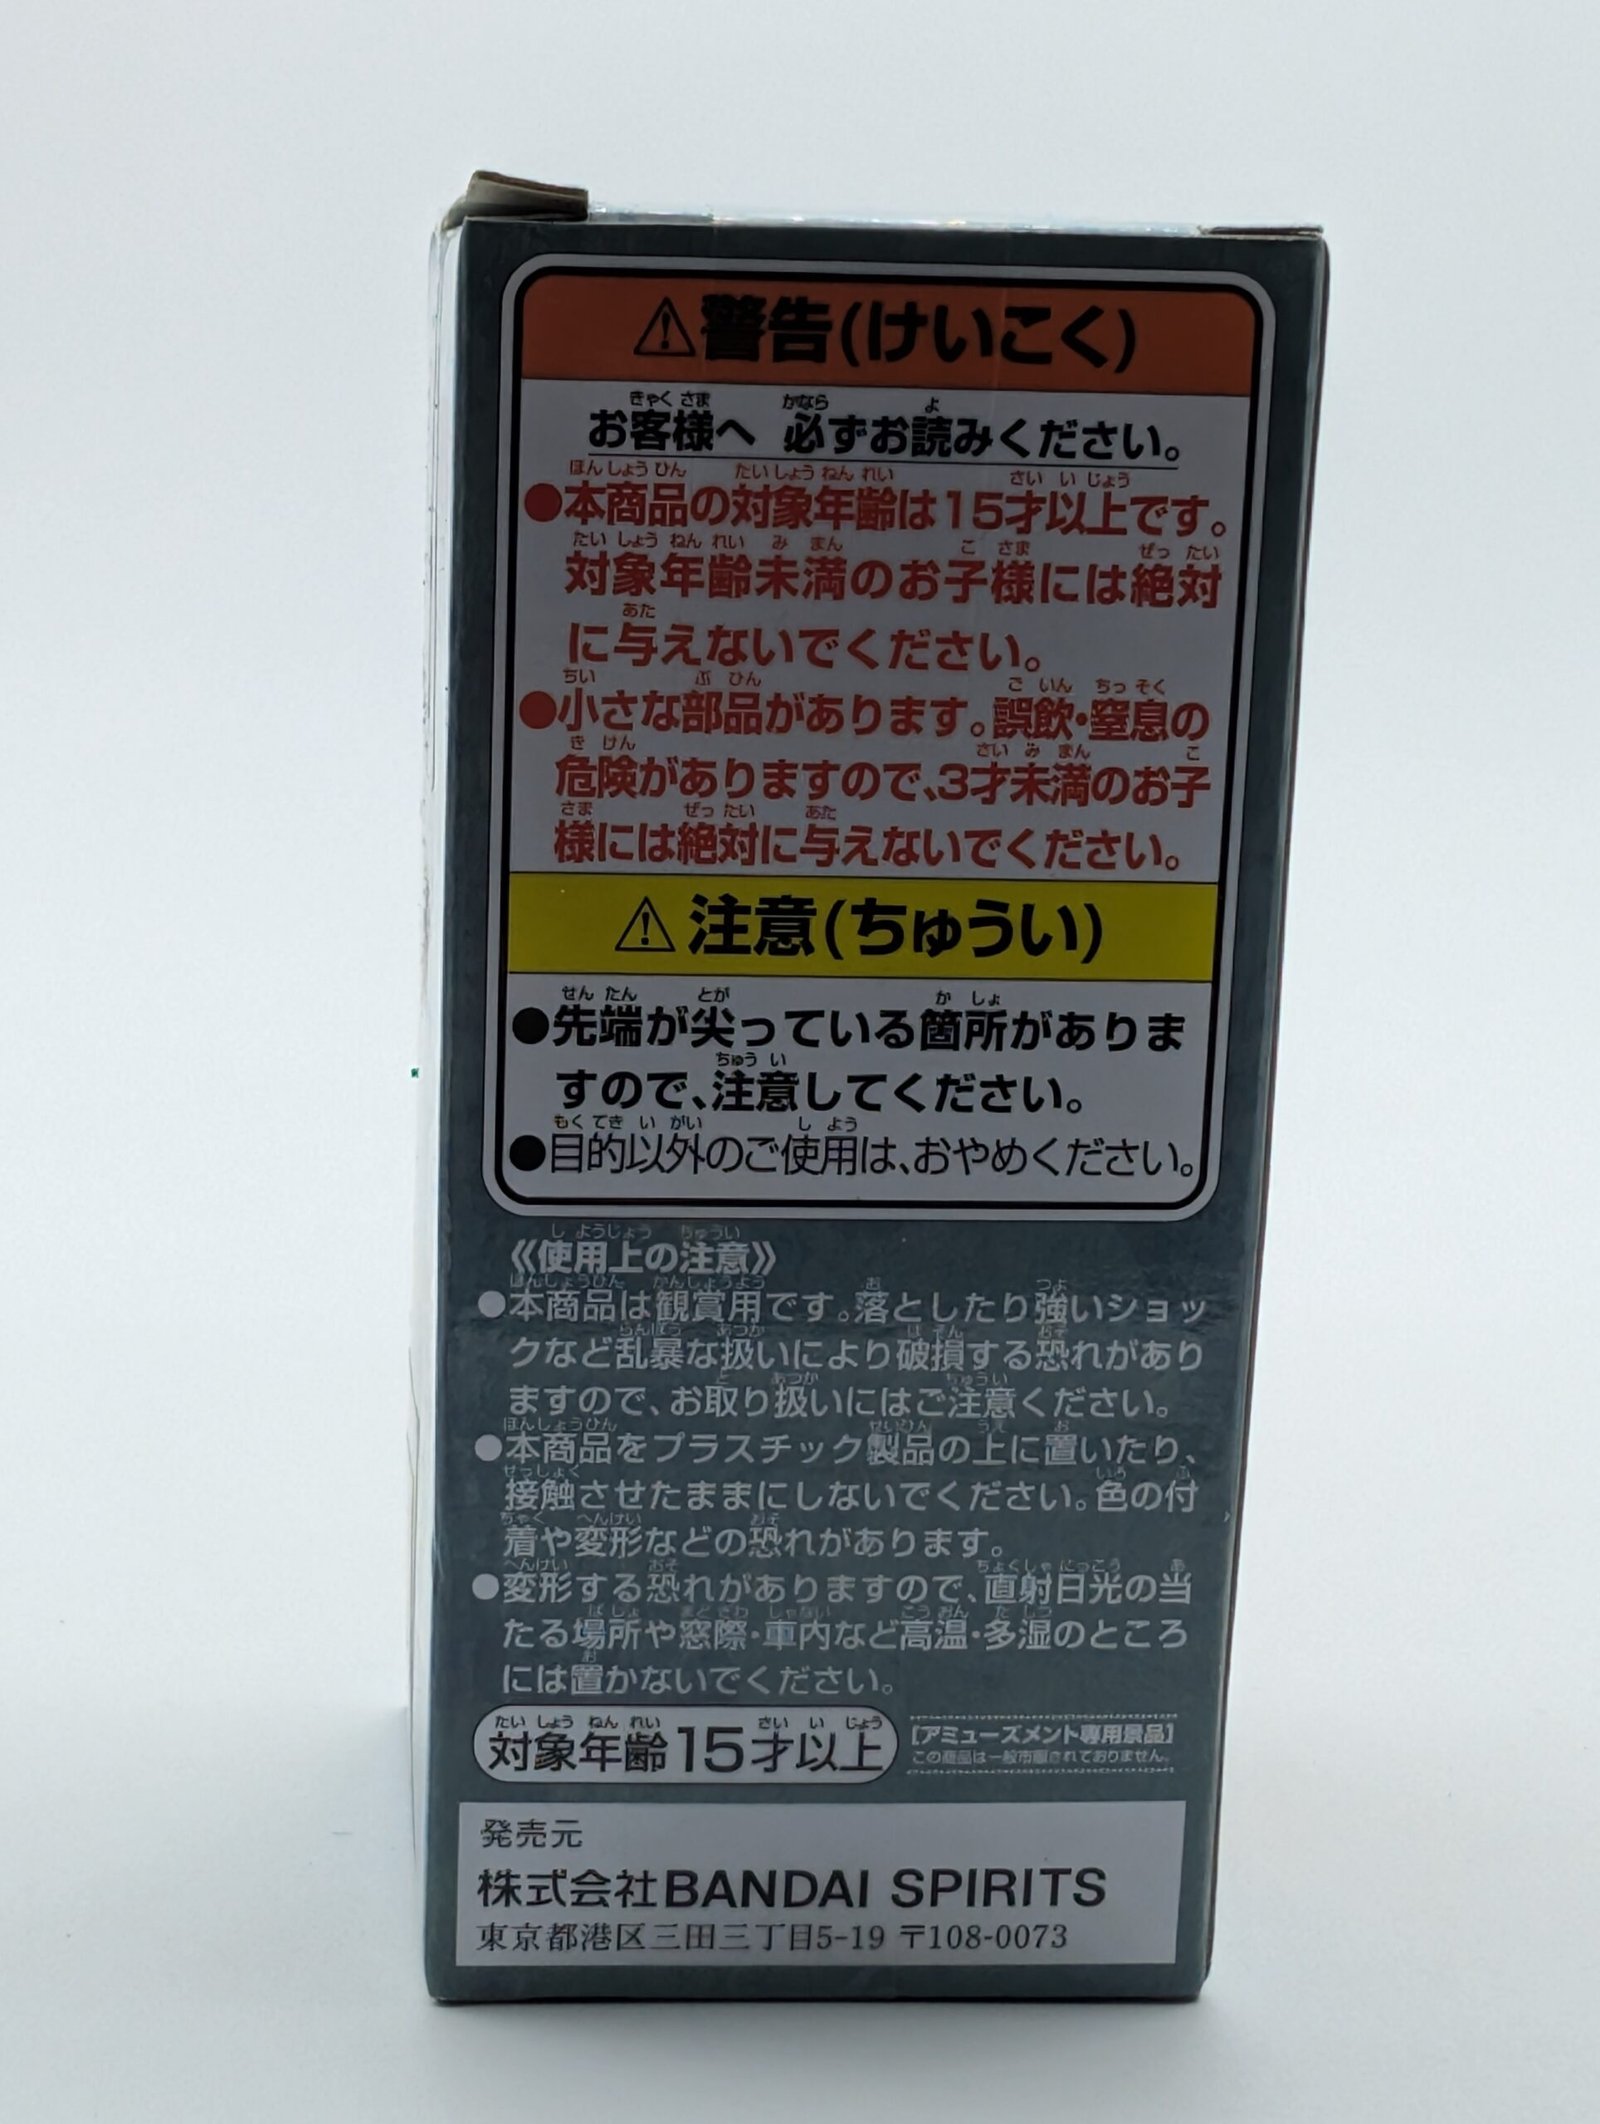 ⚠警告(けいこく)
お客様へ 必ずお読みください。
●本商品の対象年齢は15才以上です。
対象年齢未満のお子様には絶対
に与えないでください。
●小さな部品があります。誤飲・窒息の
危険がありますので、3才未満のお子
様には絶対に与えないでください。
⚠注意(ちゅうい)
●先端が尖っている箇所がありま
すので、注意してください。
●目的以外のご使用は、おやめください。
《使用上の注意》
●本商品は観賞用です。落としたり強いショッ
クなど乱暴な扱いにより破損する恐れがあり
ますので、お取り扱いにはご注意ください。
●本商品をプラスチック製品の上に置いたり、
接触させたままにしないでください。色の付
着や変形などの恐れがあります。
●変形する恐れがありますので、直射日光の当
たる場所や窓際・車内など高温・多湿のところ
には置かないでください。
対象年齢15才以上
[アミューズメント専用景品]
この商品は一般市販されておりません。
発売元
株式会社BANDAI SPIRITS
東京都港区三田三丁目5-19 〒108-0073